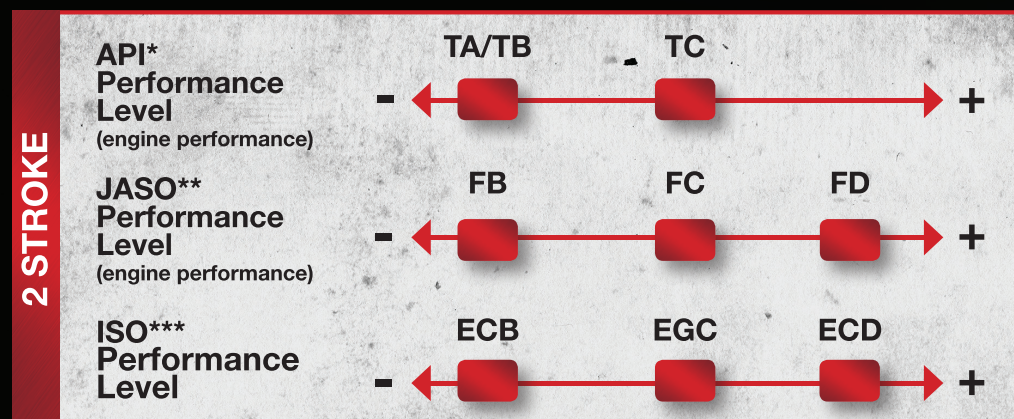 2 STROKE
API*
Performance
Level
(engine performance)
TA/TB
TC
- +
JASO**
Performance
Level
(engine performance)
FB
FC
FD
- +
ISO***
Performance
Level
ECB
EGC
ECD
- +